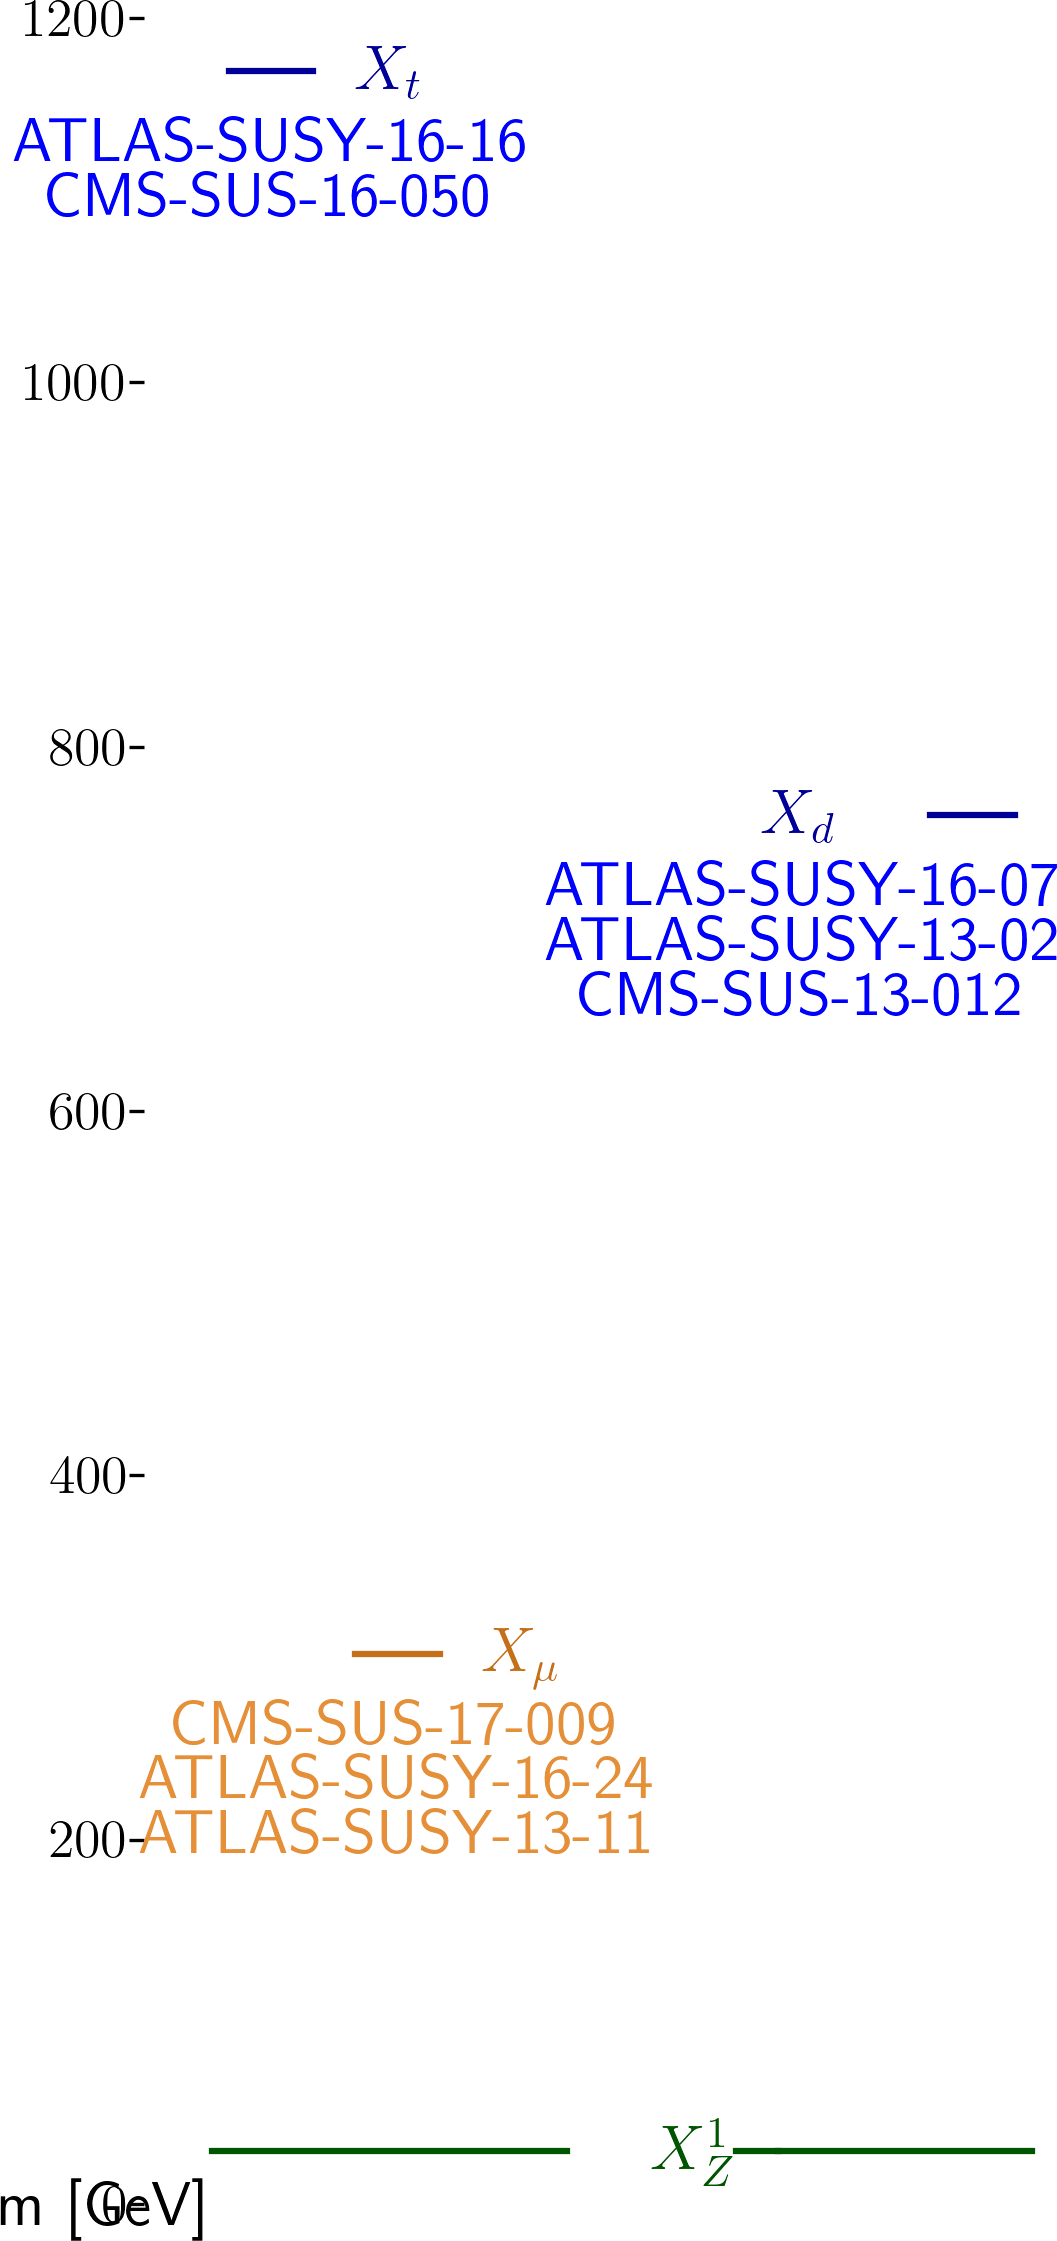 1200
X_t
ATLAS-SUSY-16-16
CMS-SUS-16-050
1000
800
X_d
ATLAS-SUSY-16-07
ATLAS-SUSY-13-02
CMS-SUS-13-012
600
400
X_μ
CMS-SUS-17-009
ATLAS-SUSY-16-24
ATLAS-SUSY-13-11
200
X_Z^1
0
m [GeV]